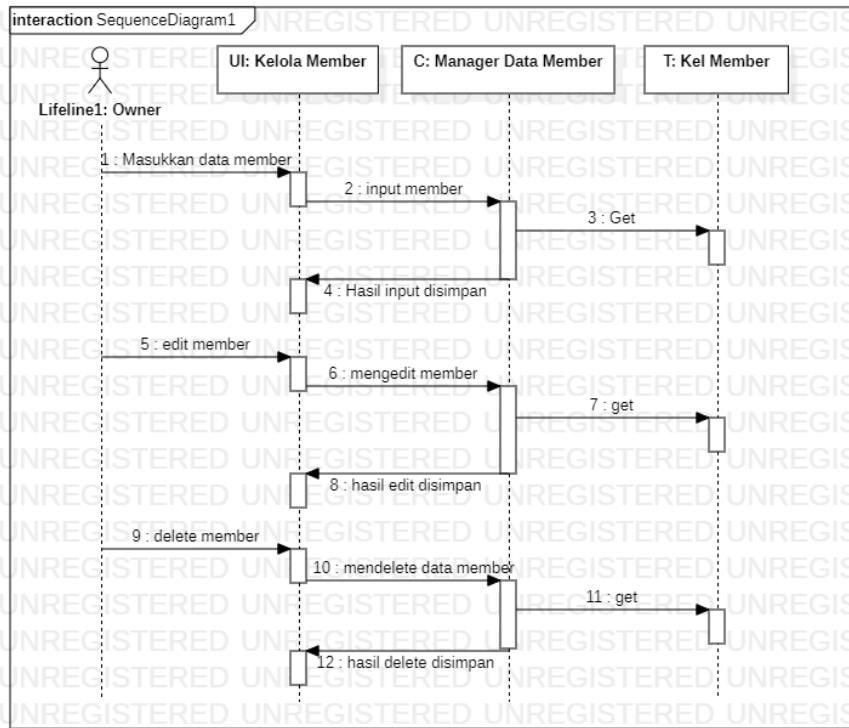 interaction SequenceDiagram1
UI: Kelola Member
C: Manager Data Member
T: Kel Member
Lifeline1: Owner
1 : Masukkan data member
2 : input member
3 : Get
4 : Hasil input disimpan
5 : edit member
6 : mengedit member
7 : get
8 : hasil edit disimpan
9 : delete member
10 : mendelete data member
11 : get
12 : hasil delete disimpan
UNREGISTERED